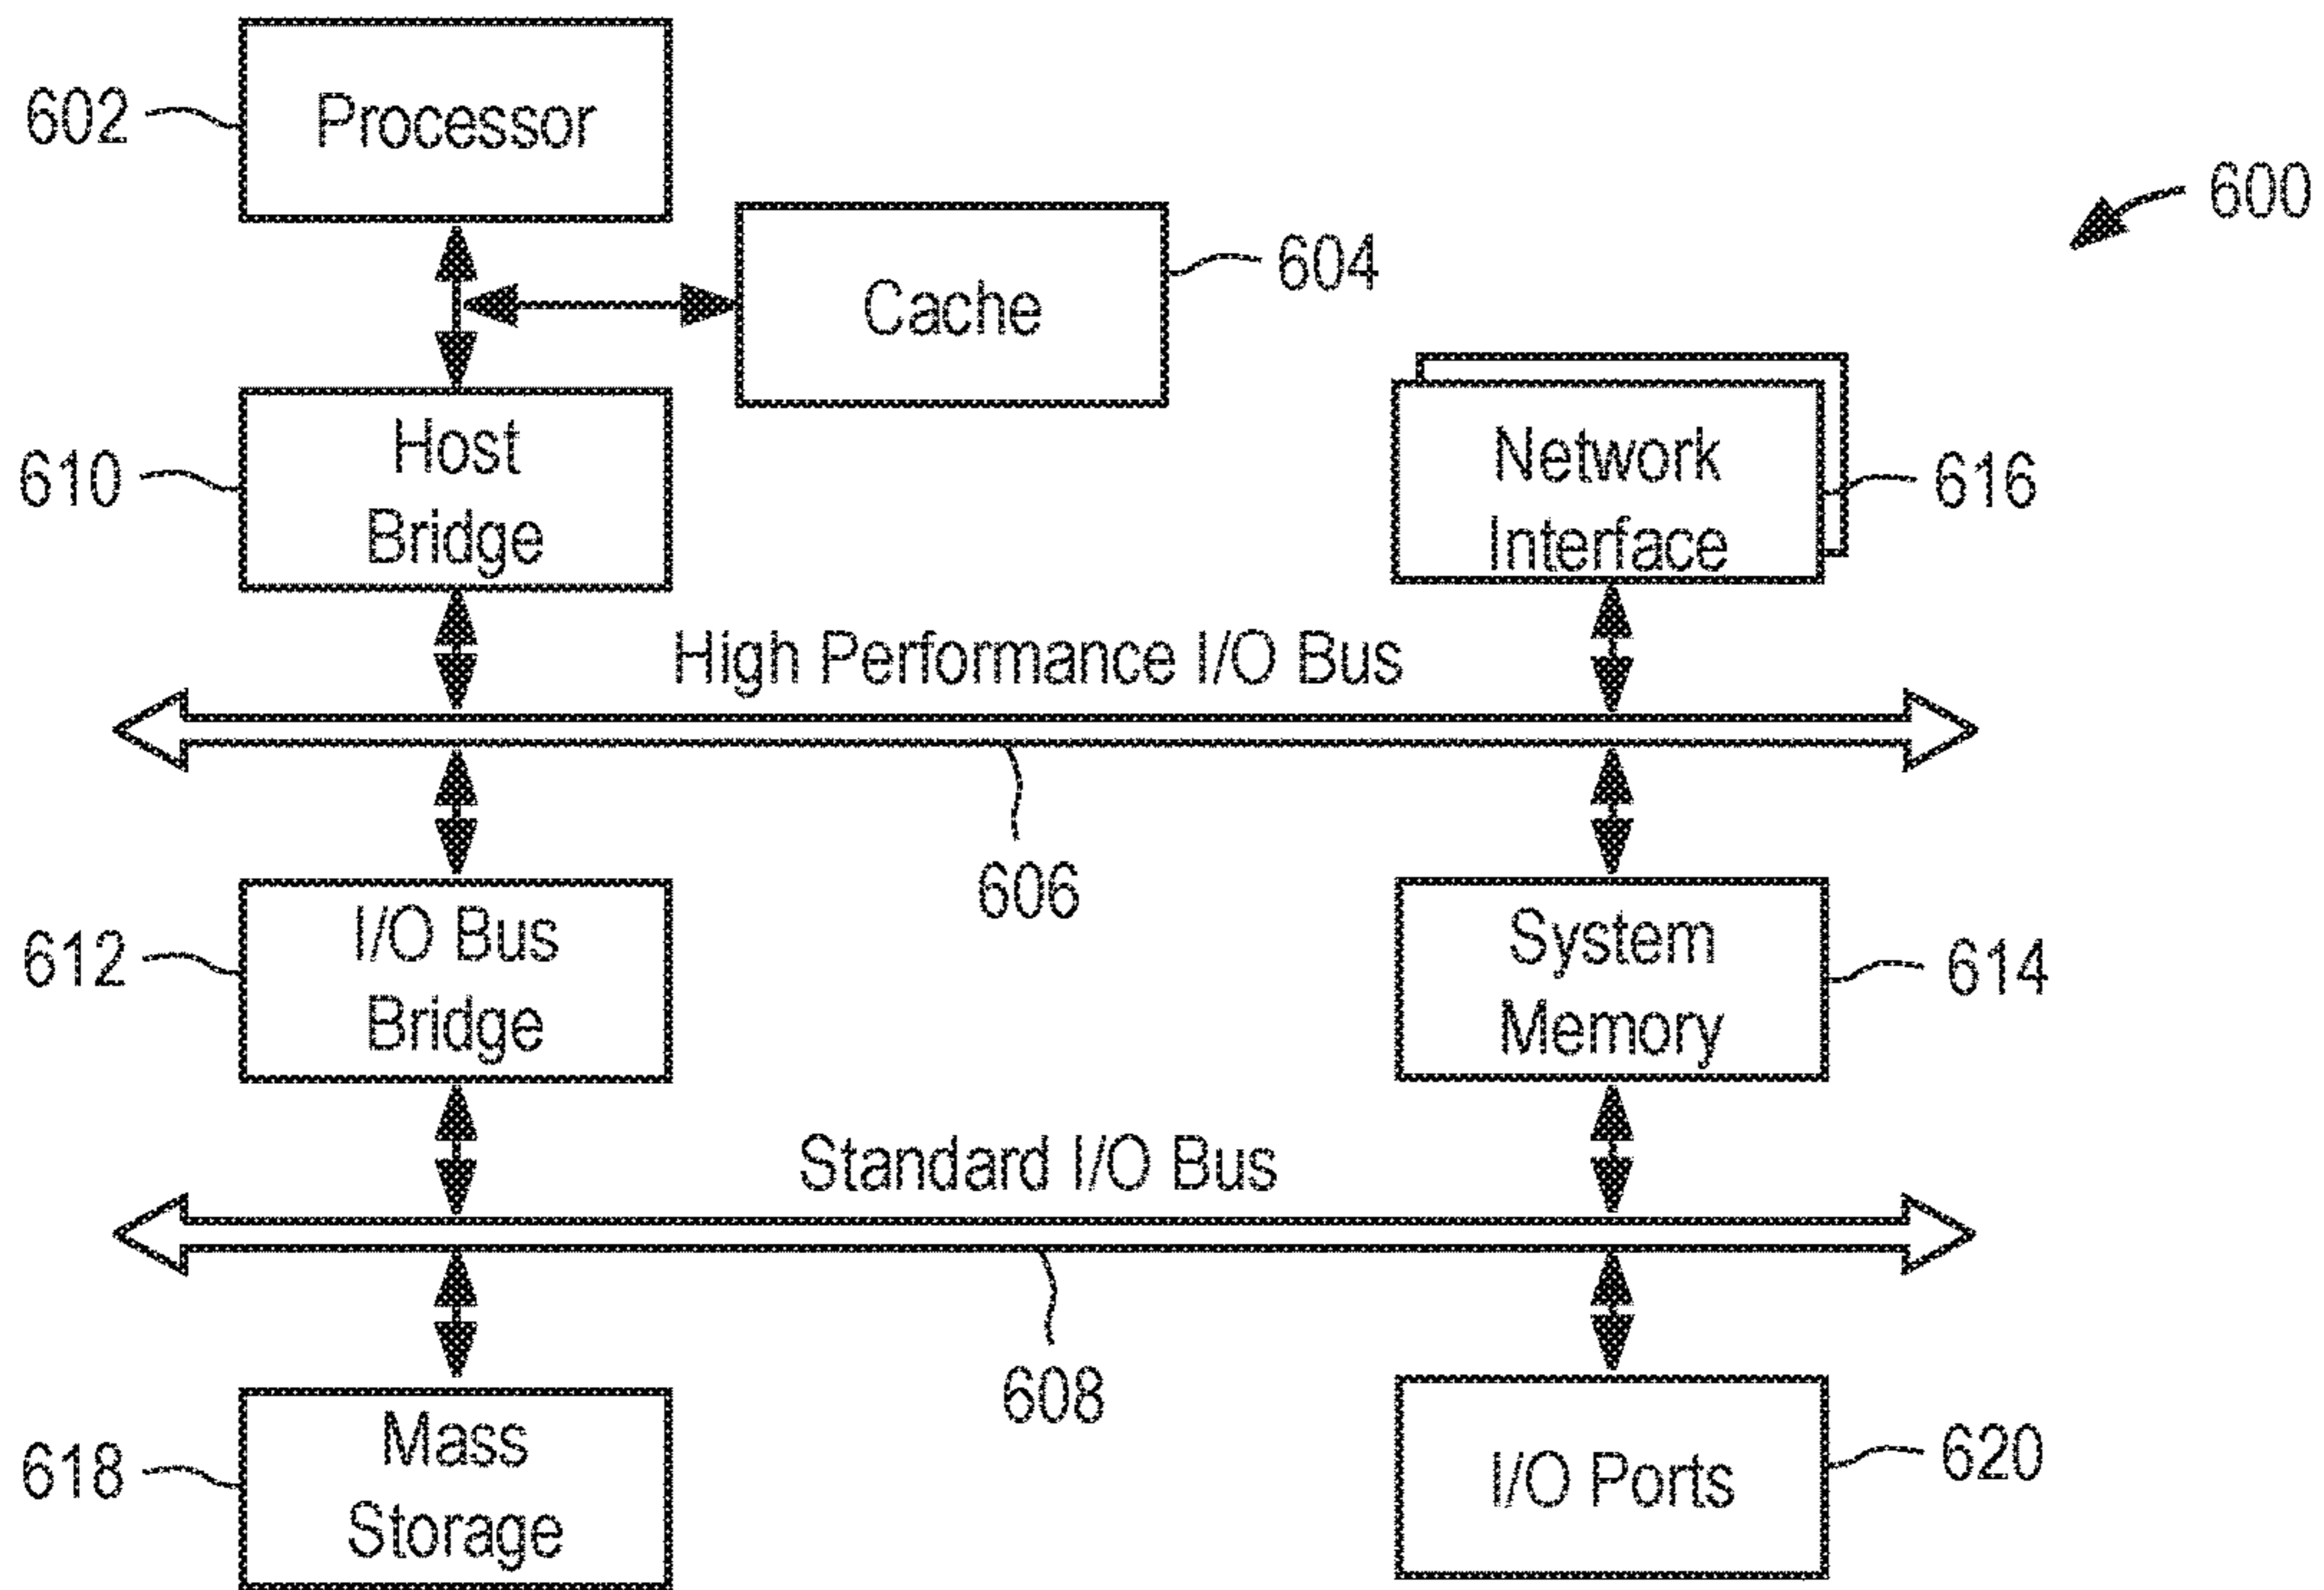 602
Processor
600
604
Cache
610
Host
Bridge
Network
Interface
616
High Performance I/O Bus
606
612
I/O Bus
Bridge
System
Memory
614
Standard I/O Bus
608
618
Mass
Storage
I/O Ports
620